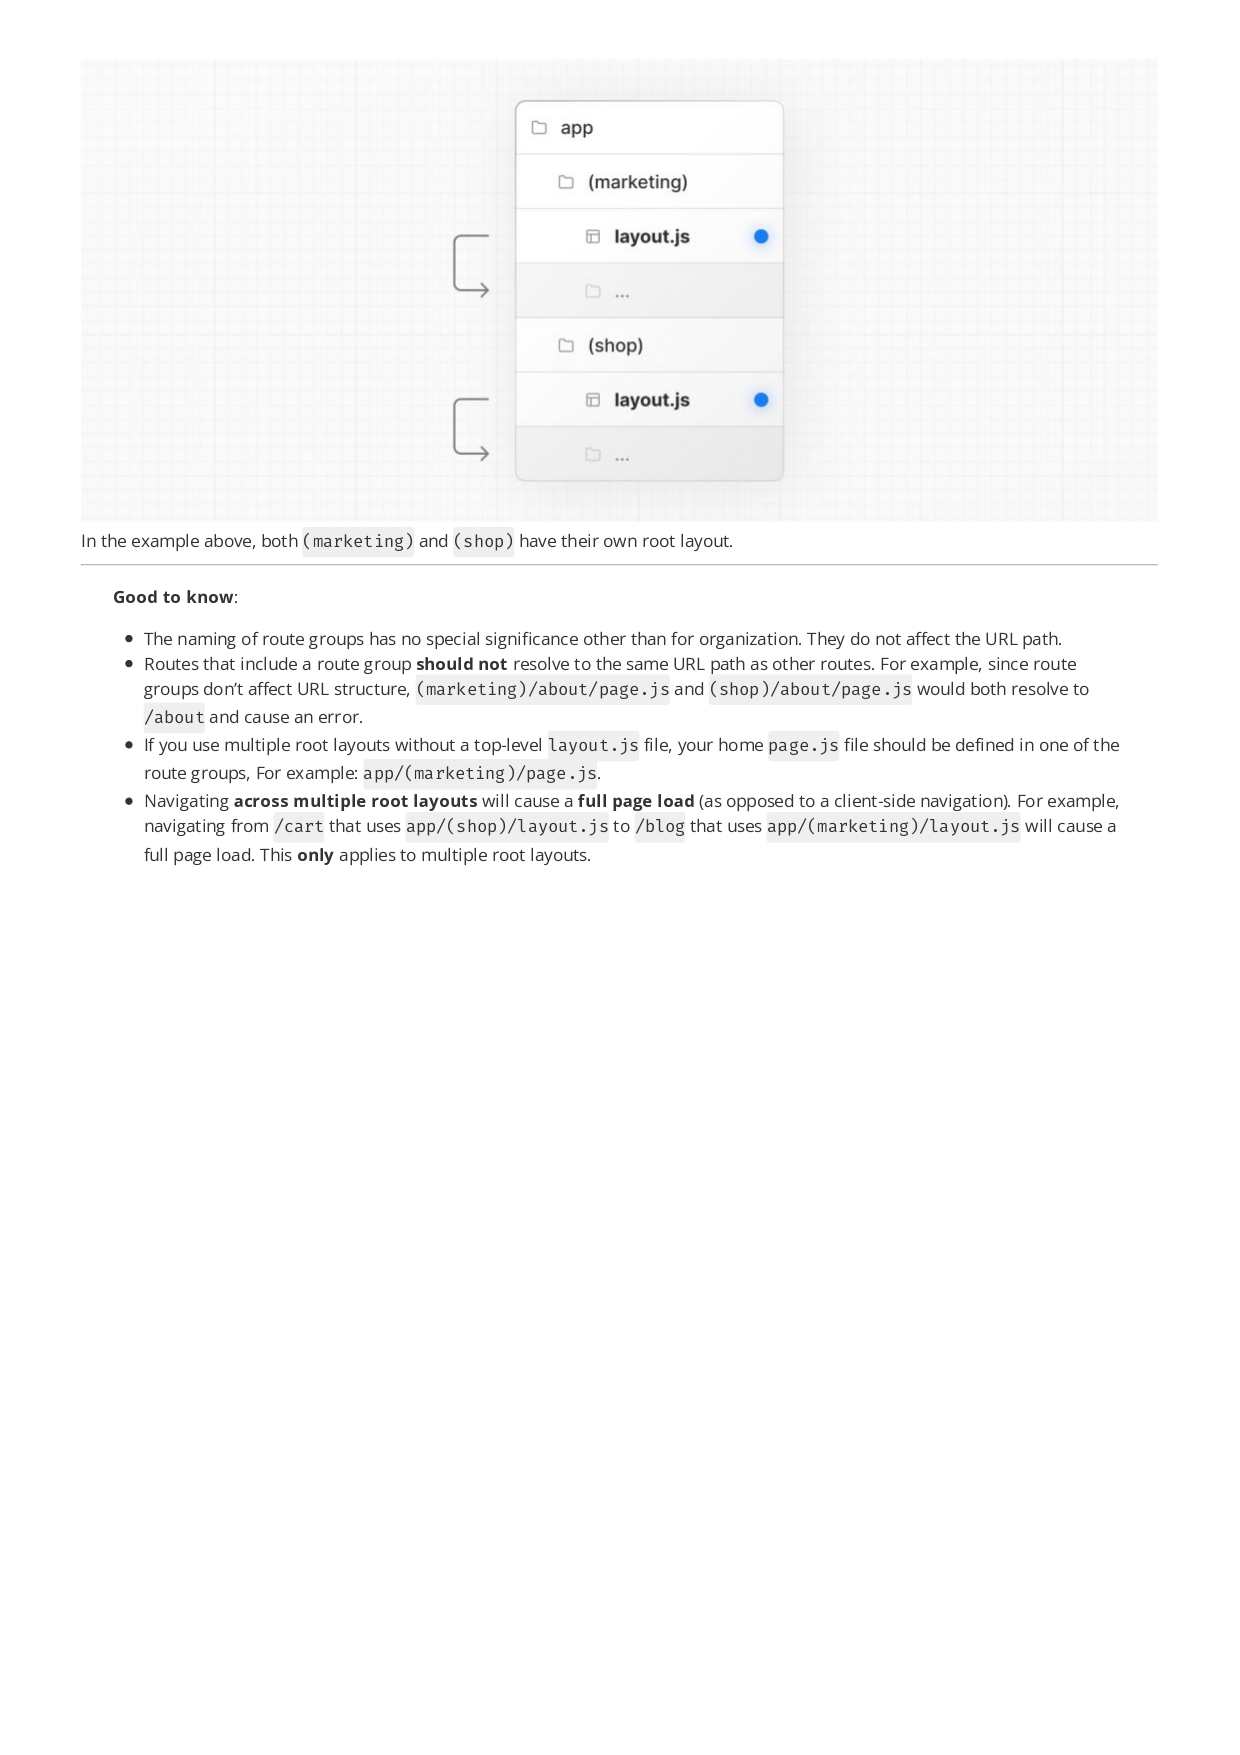 app
(marketing)
layout.js
...
(shop)
layout.js
...
In the example above, both (marketing) and (shop) have their own root layout.
Good to know:
• The naming of route groups has no special significance other than for organization. They do not affect the URL path.
• Routes that include a route group should not resolve to the same URL path as other routes. For example, since route
groups don’t affect URL structure, (marketing)/about/page.js and (shop)/about/page.js would both resolve to
/about and cause an error.
• If you use multiple root layouts without a top-level layout.js file, your home page.js file should be defined in one of the
route groups, For example: app/(marketing)/page.js.
• Navigating across multiple root layouts will cause a full page load (as opposed to a client-side navigation). For example,
navigating from /cart that uses app/(shop)/layout.js to /blog that uses app/(marketing)/layout.js will cause a
full page load. This only applies to multiple root layouts.